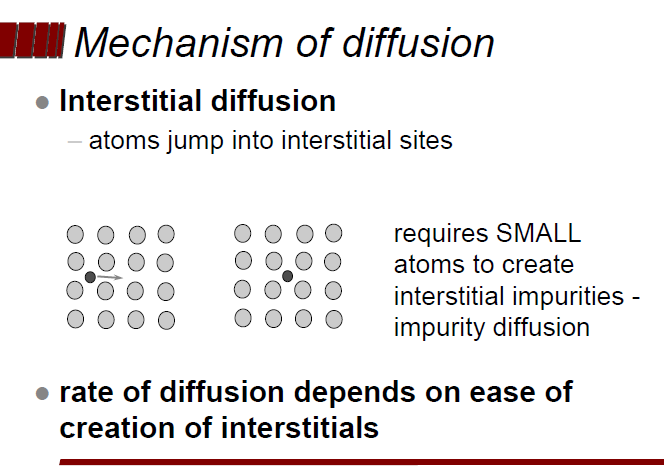 Mechanism of diffusion
● Interstitial diffusion
– atoms jump into interstitial sites
requires SMALL
atoms to create
interstitial impurities -
impurity diffusion
● rate of diffusion depends on ease of
creation of interstitials